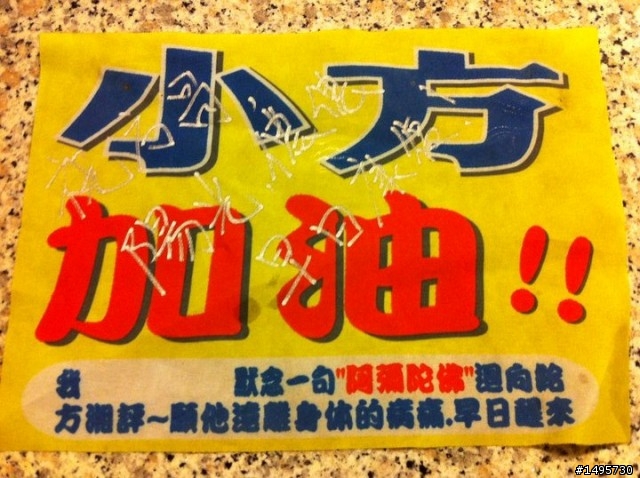 小方
加油!!
我 默念一句"阿彌陀佛"迴向給
方湘評~願他遠離身体的病痛.早日醒來
#1495730